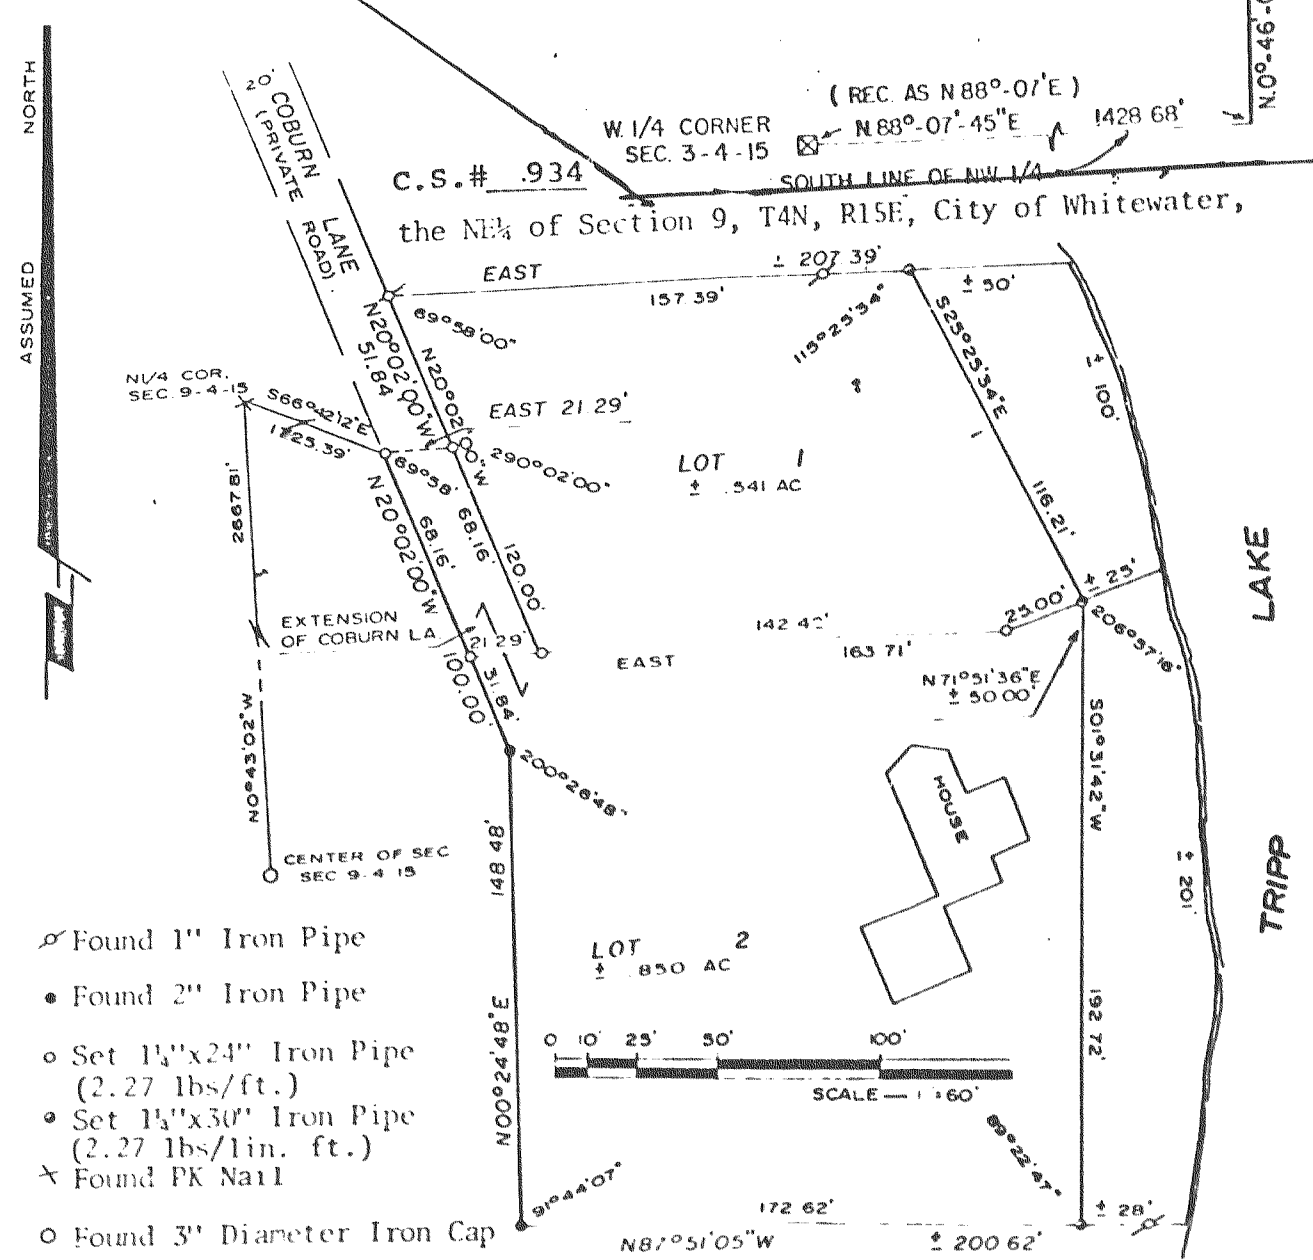 NORTH
ASSUMED
20'
COBURN LANE
(PRIVATE ROAD)
(REC. AS N 88°-07'E)
N.88°-07'-45"E
1428 68'
W. 1/4 CORNER
SEC. 3-4-15
SOUTH LINE OF NW. 1/4
C.S.# .934
the NE¼ of Section 9, T4N, R15E, City of Whitewater,
EAST
± 207 39'
157 39'
± 50'
69°58'00"
115°23'34"
S25°25'34"E
116.21'
± 100'
N20°02'00"W
51.84
N20°02'00"W
EAST 21.29'
290°02'00"
N1/4 COR.
SEC. 9-4-15
S66°42'12"E
69°58'
N20°02'00"W
68.16'
68.16'
120.00'
100.00'
2667 81'
N0°43'02"W
LOT 1
± .541 AC
EXTENSION
OF COBURN LA.
21 29'
31.84'
142 42'
163 71'
EAST
25.00'
± 25'
206°57'16"
N71°51'36"E
± 50 00'
S01°31'42"W
192 72'
± 201'
LAKE
TRIPP
HOUSE
200°26'48"
148 48'
N00°24'48"E
CENTER OF SEC
SEC 9-4 15
LOT 2
± .850 AC
0 10' 25' 50' 100'
SCALE
91°44'07"
89°22'47"
172 62'
± 28'
N87°51'05"W
± 200 62'
Found 1" Iron Pipe
Found 2" Iron Pipe
Set 1¼"x24" Iron Pipe
(2.27 lbs/ft.)
Set 1¼"x30" Iron Pipe
(2.27 lbs/lin. ft.)
Found PK Nail
Found 3" Diameter Iron Cap